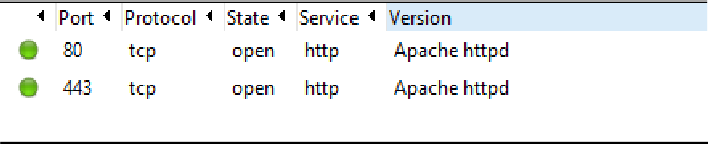 Port Protocol State Service Version
80 tcp open http Apache httpd
443 tcp open http Apache httpd